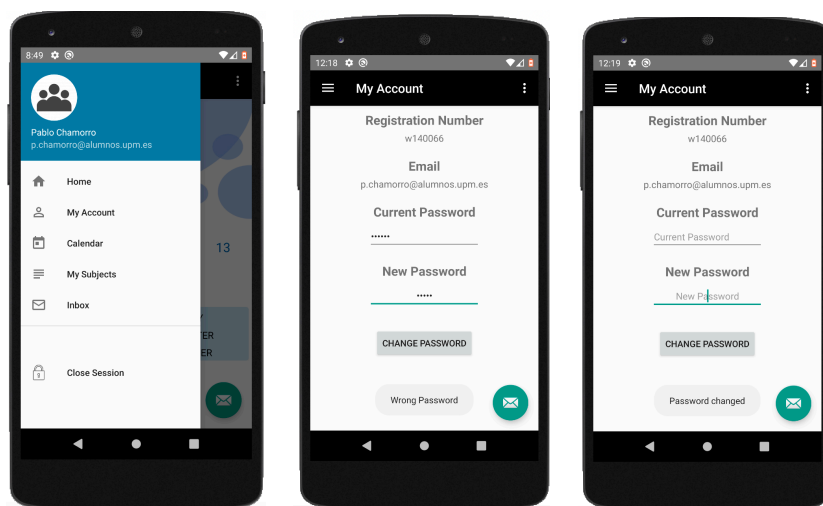 8:49
Pablo Chamorro
p.chamorro@alumnos.upm.es
Home
My Account
Calendar
My Subjects
Inbox
Close Session
13
ER
ER
12:18
My Account
Registration Number
w140066
Email
p.chamorro@alumnos.upm.es
Current Password
••••••
New Password
•••••
CHANGE PASSWORD
Wrong Password
12:19
My Account
Registration Number
w140066
Email
p.chamorro@alumnos.upm.es
Current Password
Current Password
New Password
New Password
CHANGE PASSWORD
Password changed